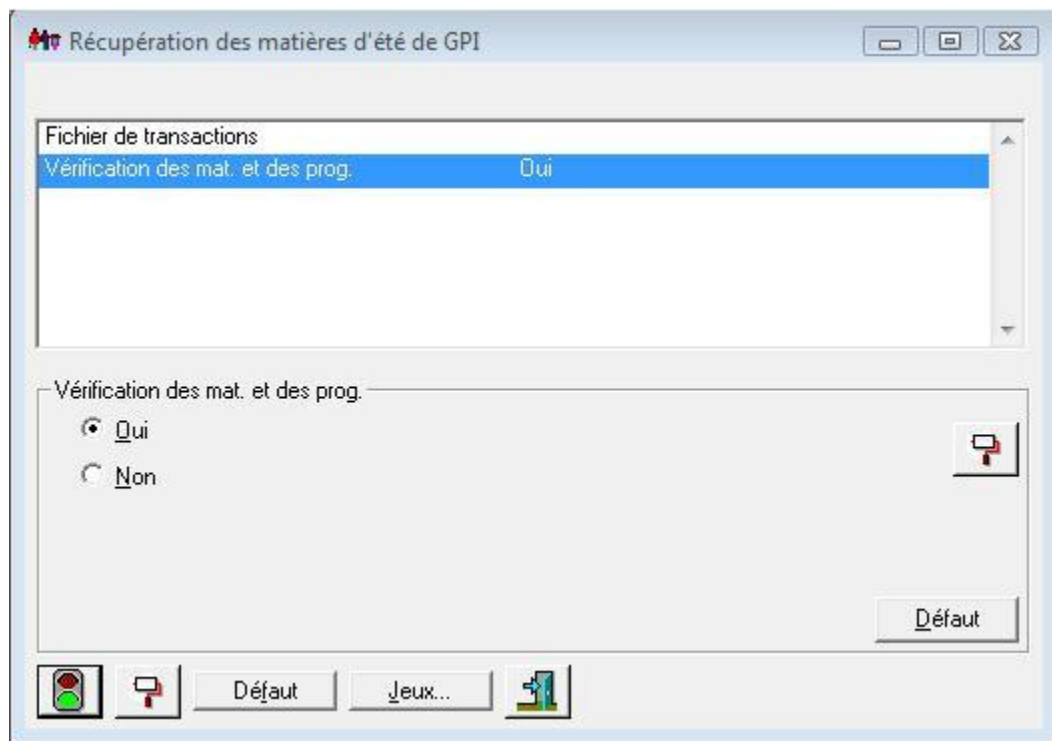 Récupération des matières d'été de GPI
Fichier de transactions
Vérification des mat. et des prog. Oui
Vérification des mat. et des prog.
Oui
Non
Défaut
Défaut Jeux...